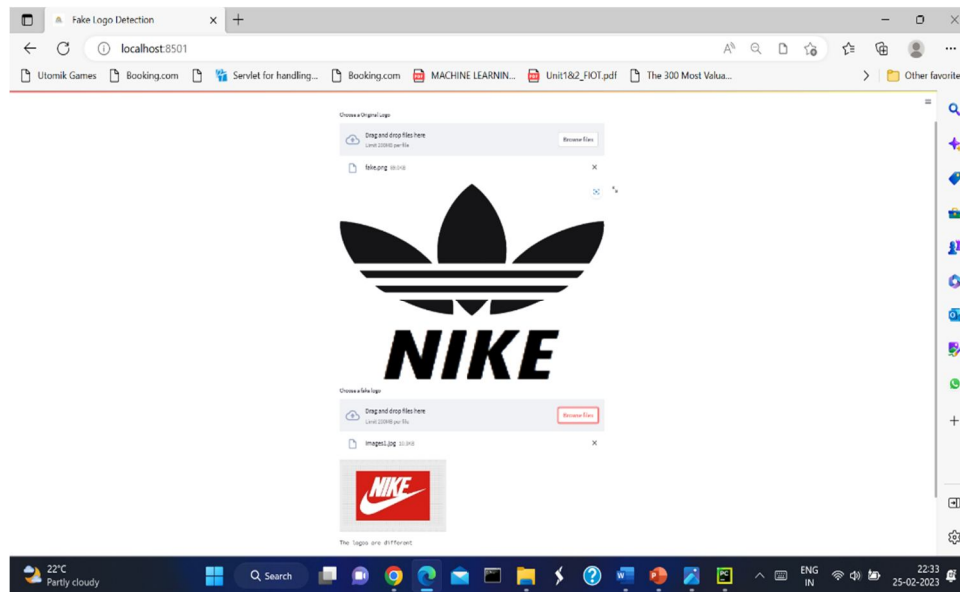 Fake Logo Detection
localhost:8501
Utomik Games Booking.com Servlet for handling... Booking.com MACHINE LEARNIN... Unit1&2_FIOT.pdf The 300 Most Valua... Other favorite
Choose a Original Logo
Drag and drop files here
Limit 200MB per file
Browse files
fake.png
NIKE
Choose a fake logo
Drag and drop files here
Limit 200MB per file
Browse files
images1.jpg
NIKE
The logos are different
22°C
Partly cloudy
Search
ENG
IN
22:33
25-02-2023